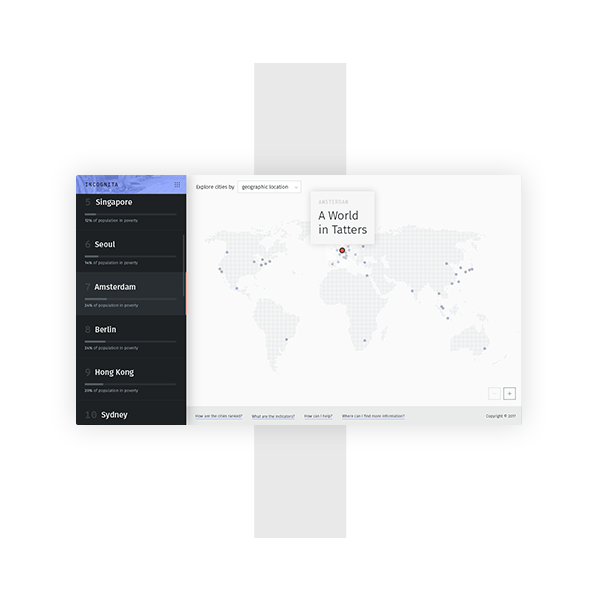 INCOGNITA
5 Singapore
12% of population in poverty
6 Seoul
14% of population in poverty
7 Amsterdam
24% of population in poverty
8 Berlin
24% of population in poverty
9 Hong Kong
20% of population in poverty
10 Sydney
Explore cities by geographic location
AMSTERDAM
A World
in Tatters
How are the cities ranked? What are the indicators? How can I help? Where can I find more information?
Copyright © 2017